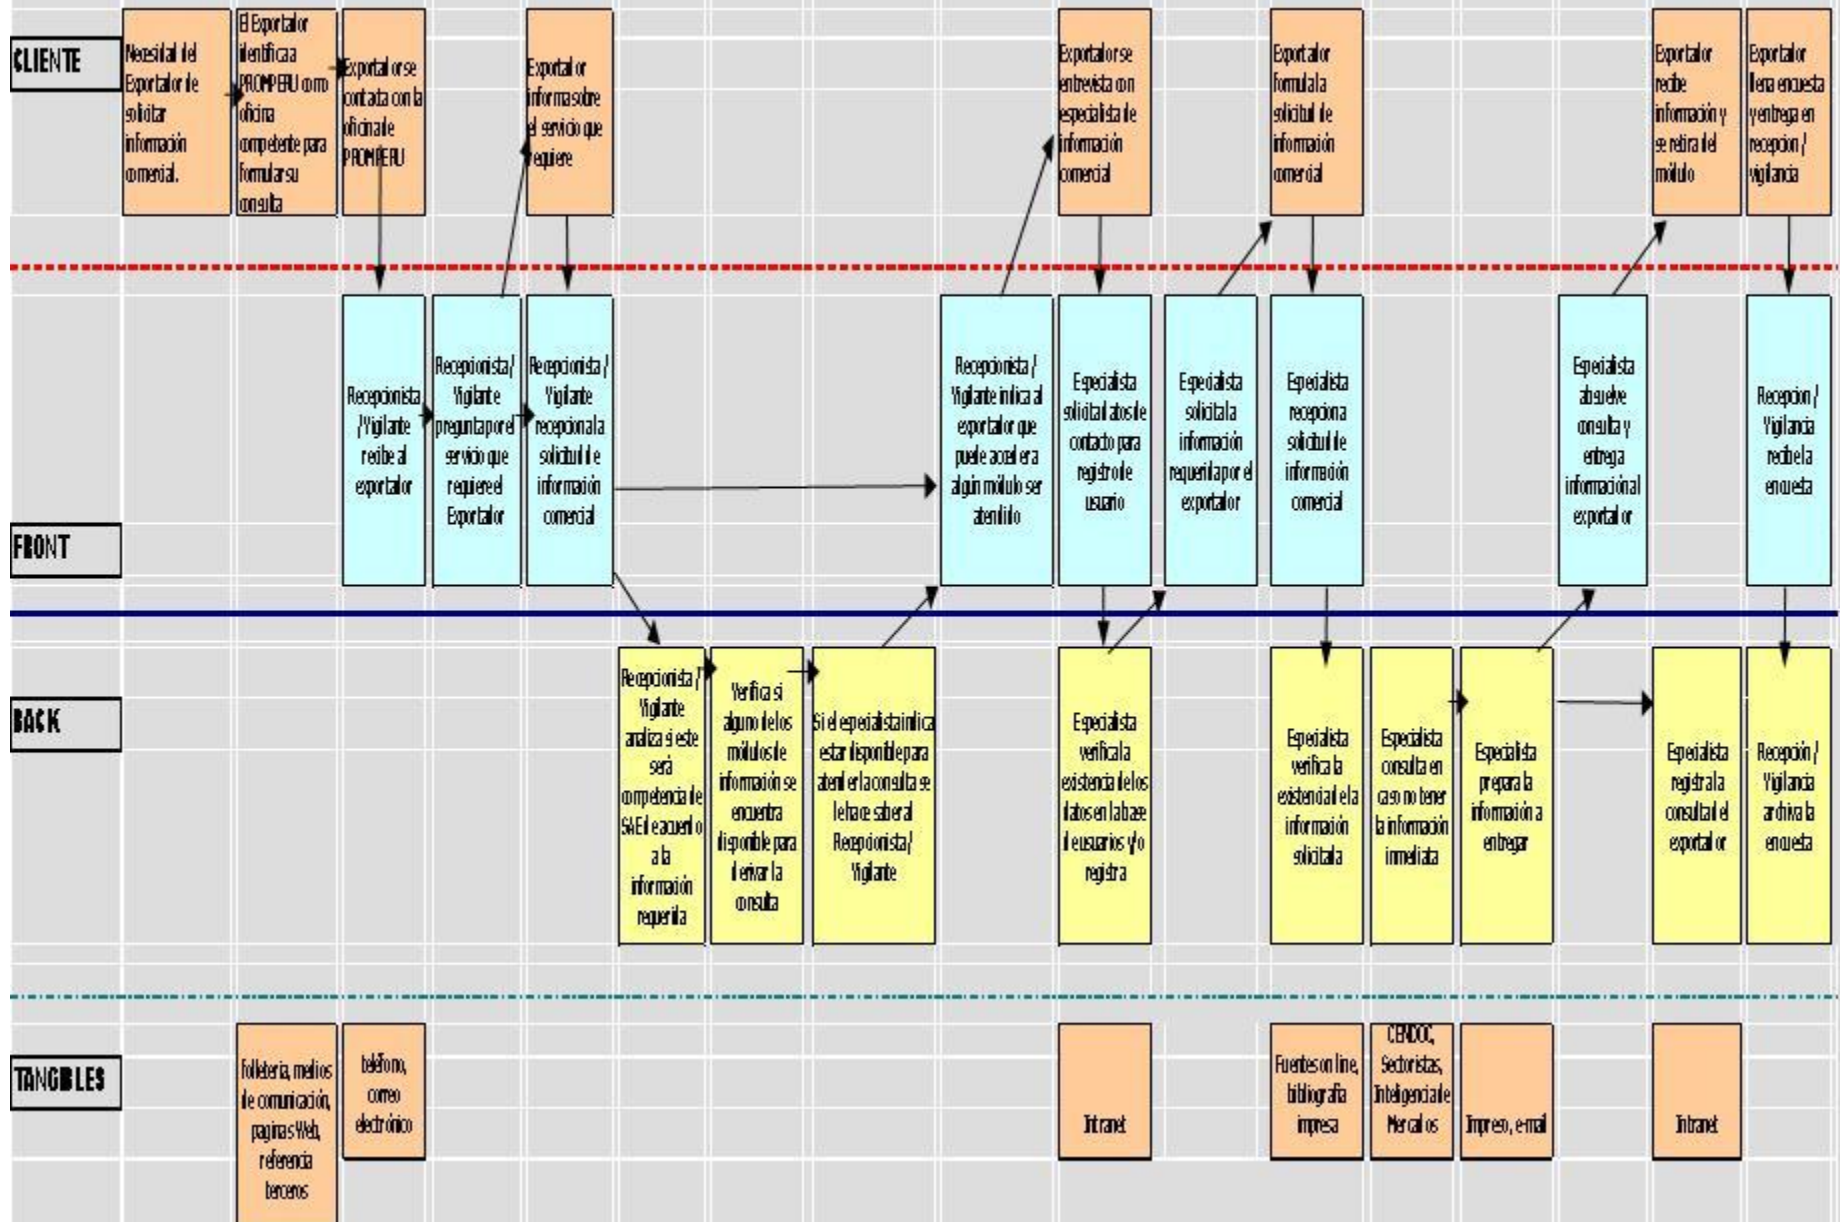 CLIENTE
Necesidad del
Exportador de
solicitar
información
comercial.
El Exportador
identifica a
PROMPERU como
oficina
competente para
formular su
consulta
Exportador se
contacta con la
oficina de
PROMPERU
Exportador
informa sobre
el servicio que
requiere
Exportador se
entrevista con
especialista de
información
comercial
Exportador
formula la
solicitud de
información
comercial
Exportador
recibe
información y
se retira del
módulo
Exportador
llena encuesta
y entrega en
recepción /
vigilancia
FRONT
Recepcionista
/Vigilante
recibe al
exportador
Recepcionista /
Vigilante
pregunta por el
servicio que
requiere el
Exportador
Recepcionista /
Vigilante
recepciona la
solicitud de
información
comercial
Recepcionista /
Vigilante indica al
exportador que
puede acceder a
algún módulo ser
atendido
Especialista
solicita datos de
contacto para
registro de
usuario
Especialista
solicita la
información
requerida por el
exportador
Especialista
recepciona
solicitud de
información
comercial
Especialista
absuelve
consulta y
entrega
información al
exportador
Recepcion /
Vigilancia
recibe la
encuesta
BACK
Recepcionista /
Vigilante
analiza si este
será
competencia de
SAE de acuerdo
a la
información
requerida
Verifica si
alguno de los
módulos de
información se
encuentra
disponible para
derivar la
consulta
Si el especialista indica
estar disponible para
atender la consulta se
le hace saber al
Recepcionista /
Vigilante
Especialista
verifica la
existencia de los
datos en la base
de usuarios y/o
registra
Especialista
verifica la
existencia de la
información
solicitada
Especialista
consulta en
caso no tener
la información
inmediata
Especialista
prepara la
información a
entregar
Especialista
registra la
consulta del
exportador
Recepción /
Vigilancia
archiva la
encuesta
TANGIBLES
folletería, medios
de comunicación,
paginas Web,
referencia
terceros
teléfono,
correo
electrónico
Intranet
Fuentes on line,
bibliografía
impresa
CENDOC,
Sectoristas,
Inteligencia de
Mercados
Impreso, e-mail
Intranet